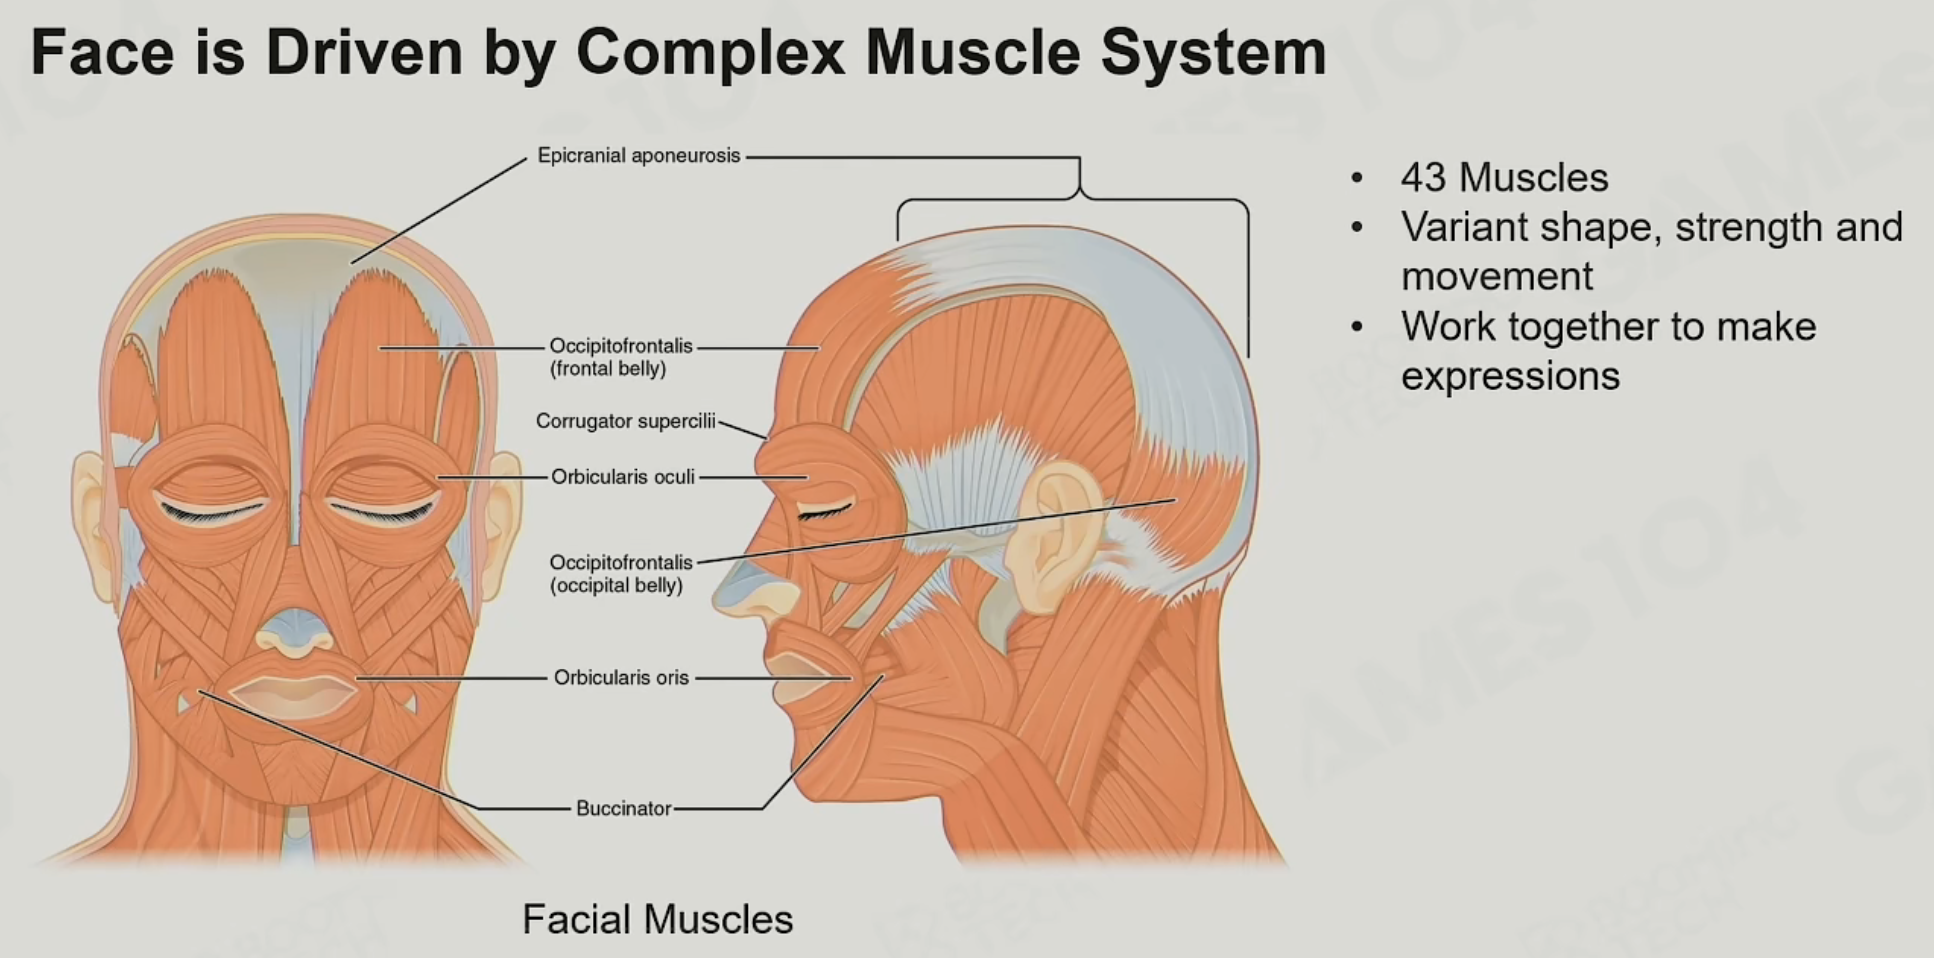 Face is Driven by Complex Muscle System
Epicranial aponeurosis
Occipitofrontalis
(frontal belly)
Corrugator supercilii
Orbicularis oculi
Occipitofrontalis
(occipital belly)
Orbicularis oris
Buccinator
Facial Muscles
• 43 Muscles
• Variant shape, strength and
movement
• Work together to make
expressions
AMES104